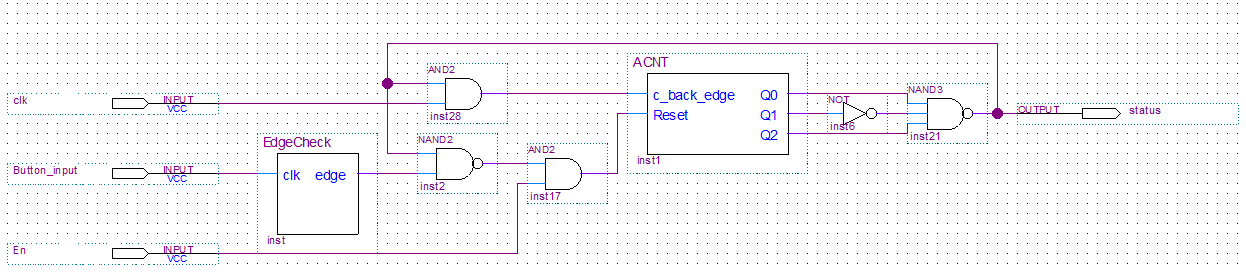 ACNT
AND2
clk
INPUT
VCC
c_back_edge
Reset
Q0
Q1
Q2
inst28
inst1
NOT
inst6
NAND3
inst21
OUTPUT
status
EdgeCheck
NAND2
AND2
Button_input
INPUT
VCC
clk
edge
inst2
inst17
inst
En
INPUT
VCC